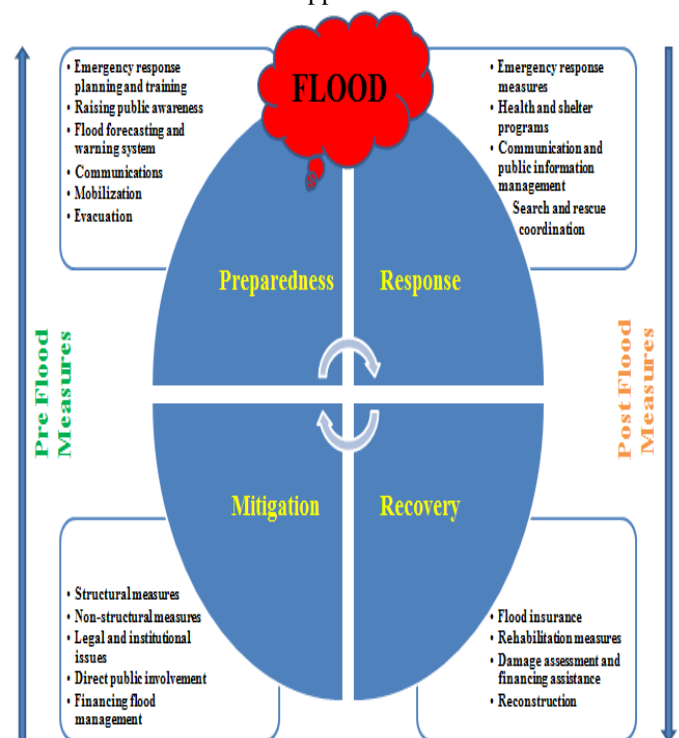 FLOOD
• Emergency response
planning and training
• Raising public awareness
• Flood forecasting and
warning system
• Communications
• Mobilization
• Evacuation
• Emergency response
measures
• Health and shelter
programs
• Communication and
public information
management
Search and rescue
coordination
Preparedness
Response
Pre Flood
Measures
Post Flood
Measures
Mitigation
Recovery
• Structural measures
• Non-structural measures
• Legal and institutional
issues
• Direct public involvement
• Financing flood
management
• Flood insurance
• Rehabilitation measures
• Damage assessment and
financing assistance
• Reconstruction